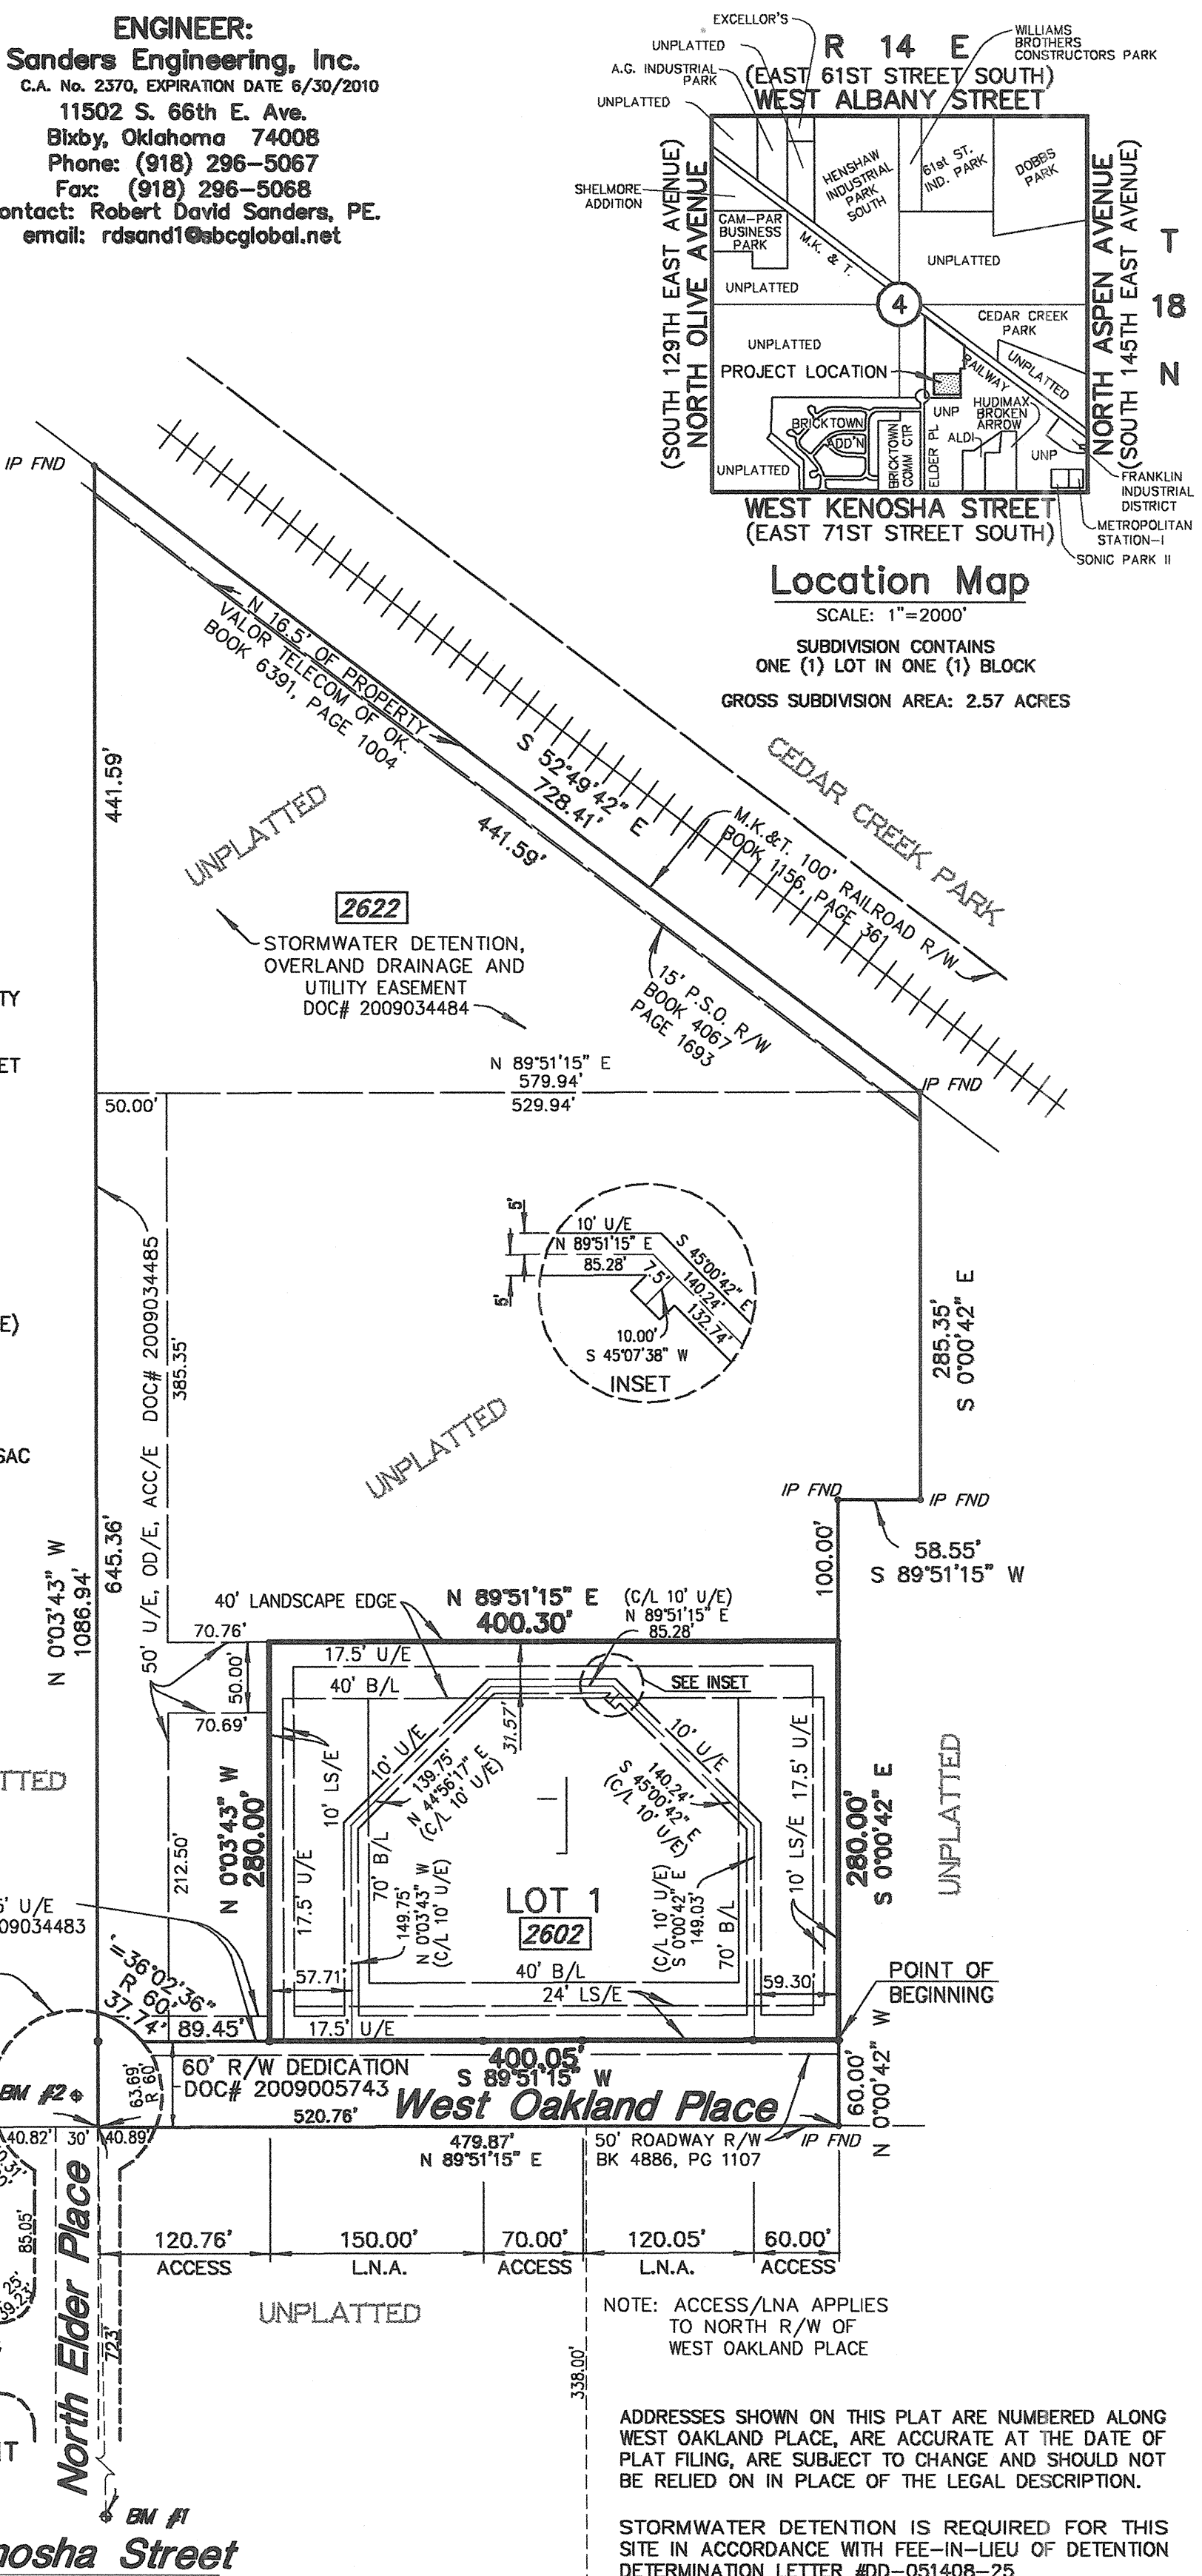 ENGINEER:
Sanders Engineering, Inc.
C.A. No. 2370, EXPIRATION DATE 6/30/2010
11502 S. 66th E. Ave.
Bixby, Oklahoma 74008
Phone: (918) 296-5067
Fax: (918) 296-5068
ontact: Robert David Sanders, PE.
email: rdsand1@sbcglobal.net
EXCELLOR'S
UNPLATTED
A.G. INDUSTRIAL
PARK
UNPLATTED
WILLIAMS
BROTHERS
CONSTRUCTORS PARK
R 14 E
(EAST 61ST STREET SOUTH)
WEST ALBANY STREET
SHELMORE
ADDITION
(SOUTH 129TH EAST AVENUE)
NORTH OLIVE AVENUE
HENSHAW
INDUSTRIAL
PARK
SOUTH
61st ST.
IND. PARK
DOBBS
PARK
CAM-PAR
BUSINESS
PARK
M.K. & T.
UNPLATTED
UNPLATTED
4
CEDAR CREEK
PARK
UNPLATTED
PROJECT LOCATION
RAILWAY
UNPLATTED
HUDIMAX
BROKEN
ARROW
UNP
ALDI
UNP
BRICKTOWN
ADD'N
BRICKTOWN
COMM CTR
ELDER PL
UNPLATTED
NORTH ASPEN AVENUE
(SOUTH 145TH EAST AVENUE)
T
18
N
FRANKLIN
INDUSTRIAL
DISTRICT
METROPOLITAN
STATION-I
SONIC PARK II
WEST KENOSHA STREET
(EAST 71ST STREET SOUTH)
Location Map
SCALE: 1"=2000'
SUBDIVISION CONTAINS
ONE (1) LOT IN ONE (1) BLOCK
GROSS SUBDIVISION AREA: 2.57 ACRES
IP FND
N 16.5' OF PROPERTY
VALOR TELECOM OF OK.
BOOK 6391, PAGE 1004
S 52°49'42" E
728.41'
441.59'
441.59'
CEDAR CREEK PARK
M.K.&T. 100' RAILROAD R/W
BOOK 1156, PAGE 361
UNPLATTED
2622
STORMWATER DETENTION,
OVERLAND DRAINAGE AND
UTILITY EASEMENT
DOC# 2009034484
15' P.S.O. R/W
BOOK 4067
PAGE 1693
TY
ET
N 89°51'15" E
579.94'
529.94'
50.00'
IP FND
50' U/E, OD/E, ACC/E DOC# 2009034485
385.35'
5'
10' U/E
N 89°51'15" E
85.28'
5'
7.5'
S 45°00'42" E
140.24'
132.74'
10.00'
S 45°07'38" W
INSET
285.35'
S 0°00'42" E
E)
SAC
UNPLATTED
IP FND
IP FND
58.55'
S 89°51'15" W
100.00'
N 0°03'43" W
1086.94'
645.36'
40' LANDSCAPE EDGE
N 89°51'15" E
400.30'
(C/L 10' U/E)
N 89°51'15" E
85.28'
70.76'
50.00'
70.69'
17.5' U/E
40' B/L
SEE INSET
31.57'
10' U/E
139.75'
N 44°56'17" E
(C/L 10' U/E)
10' U/E
140.24'
S 45°00'42" E
(C/L 10' U/E)
10' LS/E
17.5' U/E
17.5' U/E
10' LS/E
N 0°03'43" W
280.00'
212.50'
280.00'
S 0°00'42" E
UNPLATTED
TTED
70' B/L
149.75'
N 0°03'43" W
(C/L 10' U/E)
(C/L 10' U/E)
S 0°00'42" E
149.03'
70' B/L
LOT 1
2602
40' B/L
24' LS/E
57.71'
59.30'
17.5' U/E
' U/E
09034483
=36°02'36"
R 60'
37.74'
89.45'
POINT OF
BEGINNING
60' R/W DEDICATION
DOC# 2009005743
400.05'
S 89°51'15" W
West Oakland Place
BM #2
63.69'
R 60'
520.76'
60.00'
N 0°00'42" W
40.82'
30'
40.89'
479.87'
N 89°51'15" E
50' ROADWAY R/W
BK 4886, PG 1107
IP FND
85.05'
25'
39.23'
120.76'
ACCESS
150.00'
L.N.A.
70.00'
ACCESS
120.05'
L.N.A.
60.00'
ACCESS
North Elder Place
723'
UNPLATTED
338.00'
NOTE: ACCESS/LNA APPLIES
TO NORTH R/W OF
WEST OAKLAND PLACE
ADDRESSES SHOWN ON THIS PLAT ARE NUMBERED ALONG
WEST OAKLAND PLACE, ARE ACCURATE AT THE DATE OF
PLAT FILING, ARE SUBJECT TO CHANGE AND SHOULD NOT
BE RELIED ON IN PLACE OF THE LEGAL DESCRIPTION.
IT
BM #1
nosha Street
STORMWATER DETENTION IS REQUIRED FOR THIS
SITE IN ACCORDANCE WITH FEE-IN-LIEU OF DETENTION
DETERMINATION LETTER #DD-051408-25